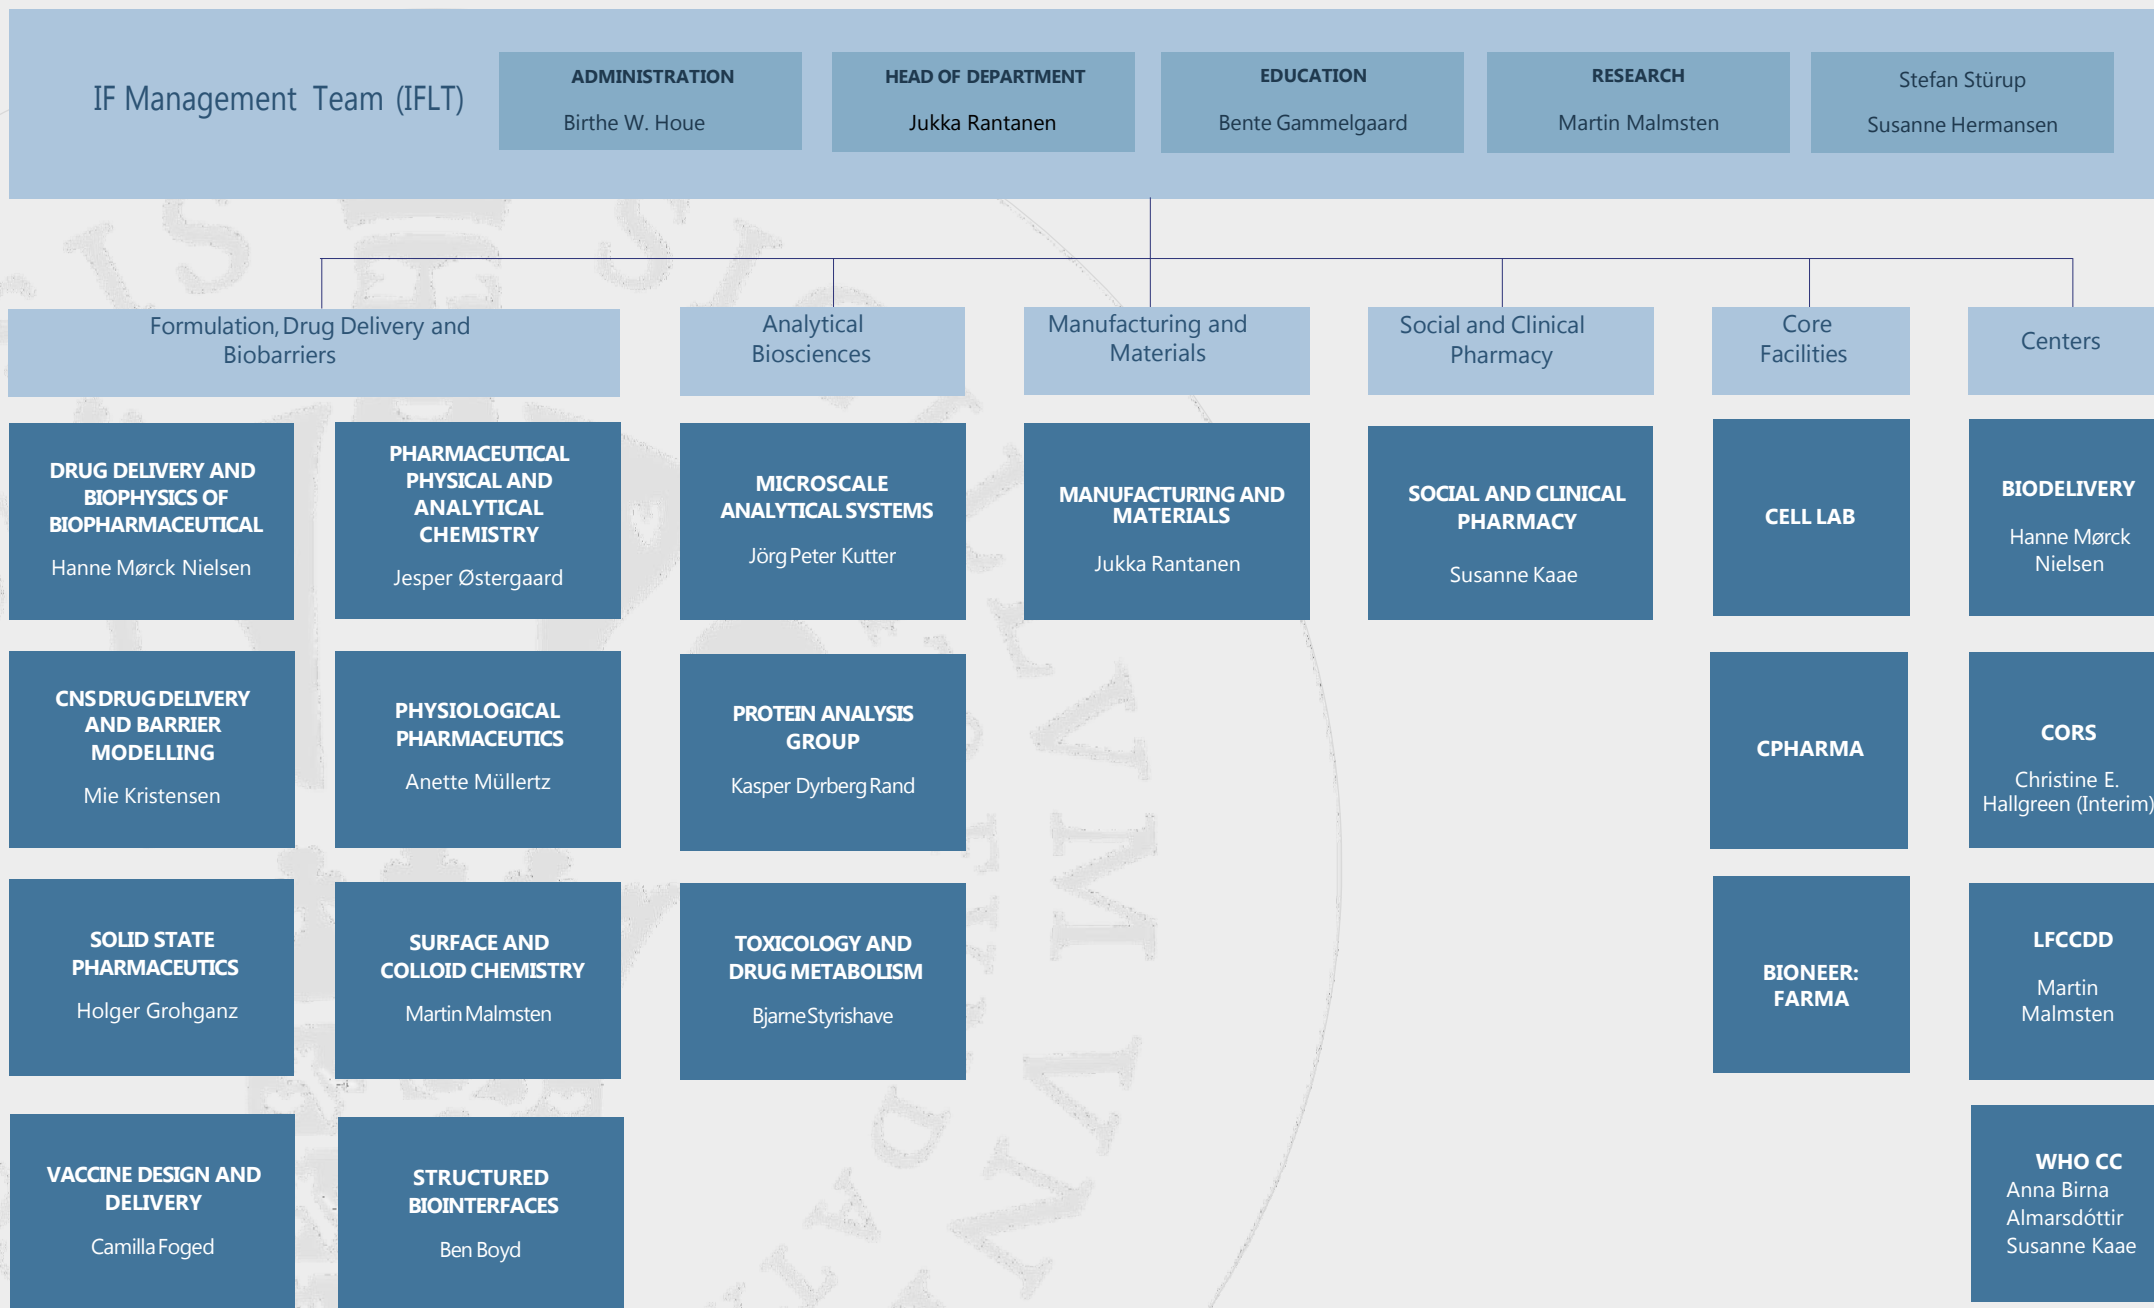 IF Management Team (IFLT)
ADMINISTRATION
Birthe W. Houe
HEAD OF DEPARTMENT
Jukka Rantanen
EDUCATION
Bente Gammelgaard
RESEARCH
Martin Malmsten
Stefan Stürup
Susanne Hermansen
Formulation, Drug Delivery and
Biobarriers
Analytical
Biosciences
Manufacturing and
Materials
Social and Clinical
Pharmacy
Core
Facilities
Centers
DRUG DELIVERY AND
BIOPHYSICS OF
BIOPHARMACEUTICAL
Hanne Mørck Nielsen
PHARMACEUTICAL
PHYSICAL AND
ANALYTICAL
CHEMISTRY
Jesper Østergaard
MICROSCALE
ANALYTICAL SYSTEMS
Jörg Peter Kutter
MANUFACTURING AND
MATERIALS
Jukka Rantanen
SOCIAL AND CLINICAL
PHARMACY
Susanne Kaae
CELL LAB
BIODELIVERY
Hanne Mørck
Nielsen
CNS DRUG DELIVERY
AND BARRIER
MODELLING
Mie Kristensen
PHYSIOLOGICAL
PHARMACEUTICS
Anette Müllertz
PROTEIN ANALYSIS
GROUP
Kasper Dyrberg Rand
CPHARMA
CORS
Christine E.
Hallgreen (Interim)
SOLID STATE
PHARMACEUTICS
Holger Grohganz
SURFACE AND
COLLOID CHEMISTRY
Martin Malmsten
TOXICOLOGY AND
DRUG METABOLISM
Bjarne Styrishave
BIONEER:
FARMA
LFCCDD
Martin
Malmsten
VACCINE DESIGN AND
DELIVERY
Camilla Foged
STRUCTURED
BIOINTERFACES
Ben Boyd
WHO CC
Anna Birna
Almarsdóttir
Susanne Kaae